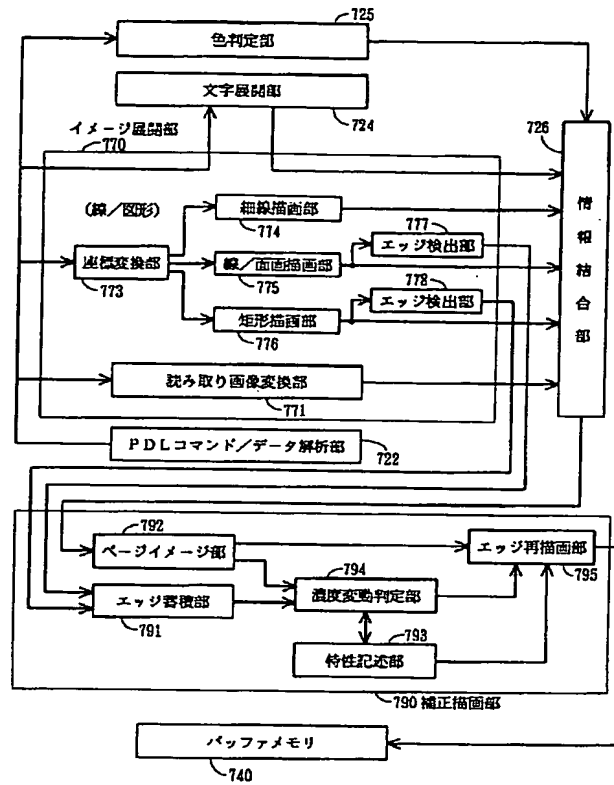 725
色判定部
文字展開部
724
726
イメージ展開部
770
情報結合部
(線/図形)
細線描画部
774
777
エッジ検出部
座標変換部
773
線/面画描画部
775
778
エッジ検出部
矩形描画部
776
読み取り画像変換部
771
PDLコマンド/データ解析部
722
792
ページイメージ部
エッジ再描画部
795
794
濃度変動判定部
エッジ蓄積部
791
793
特性記述部
790 補正描画部
バッファメモリ
740